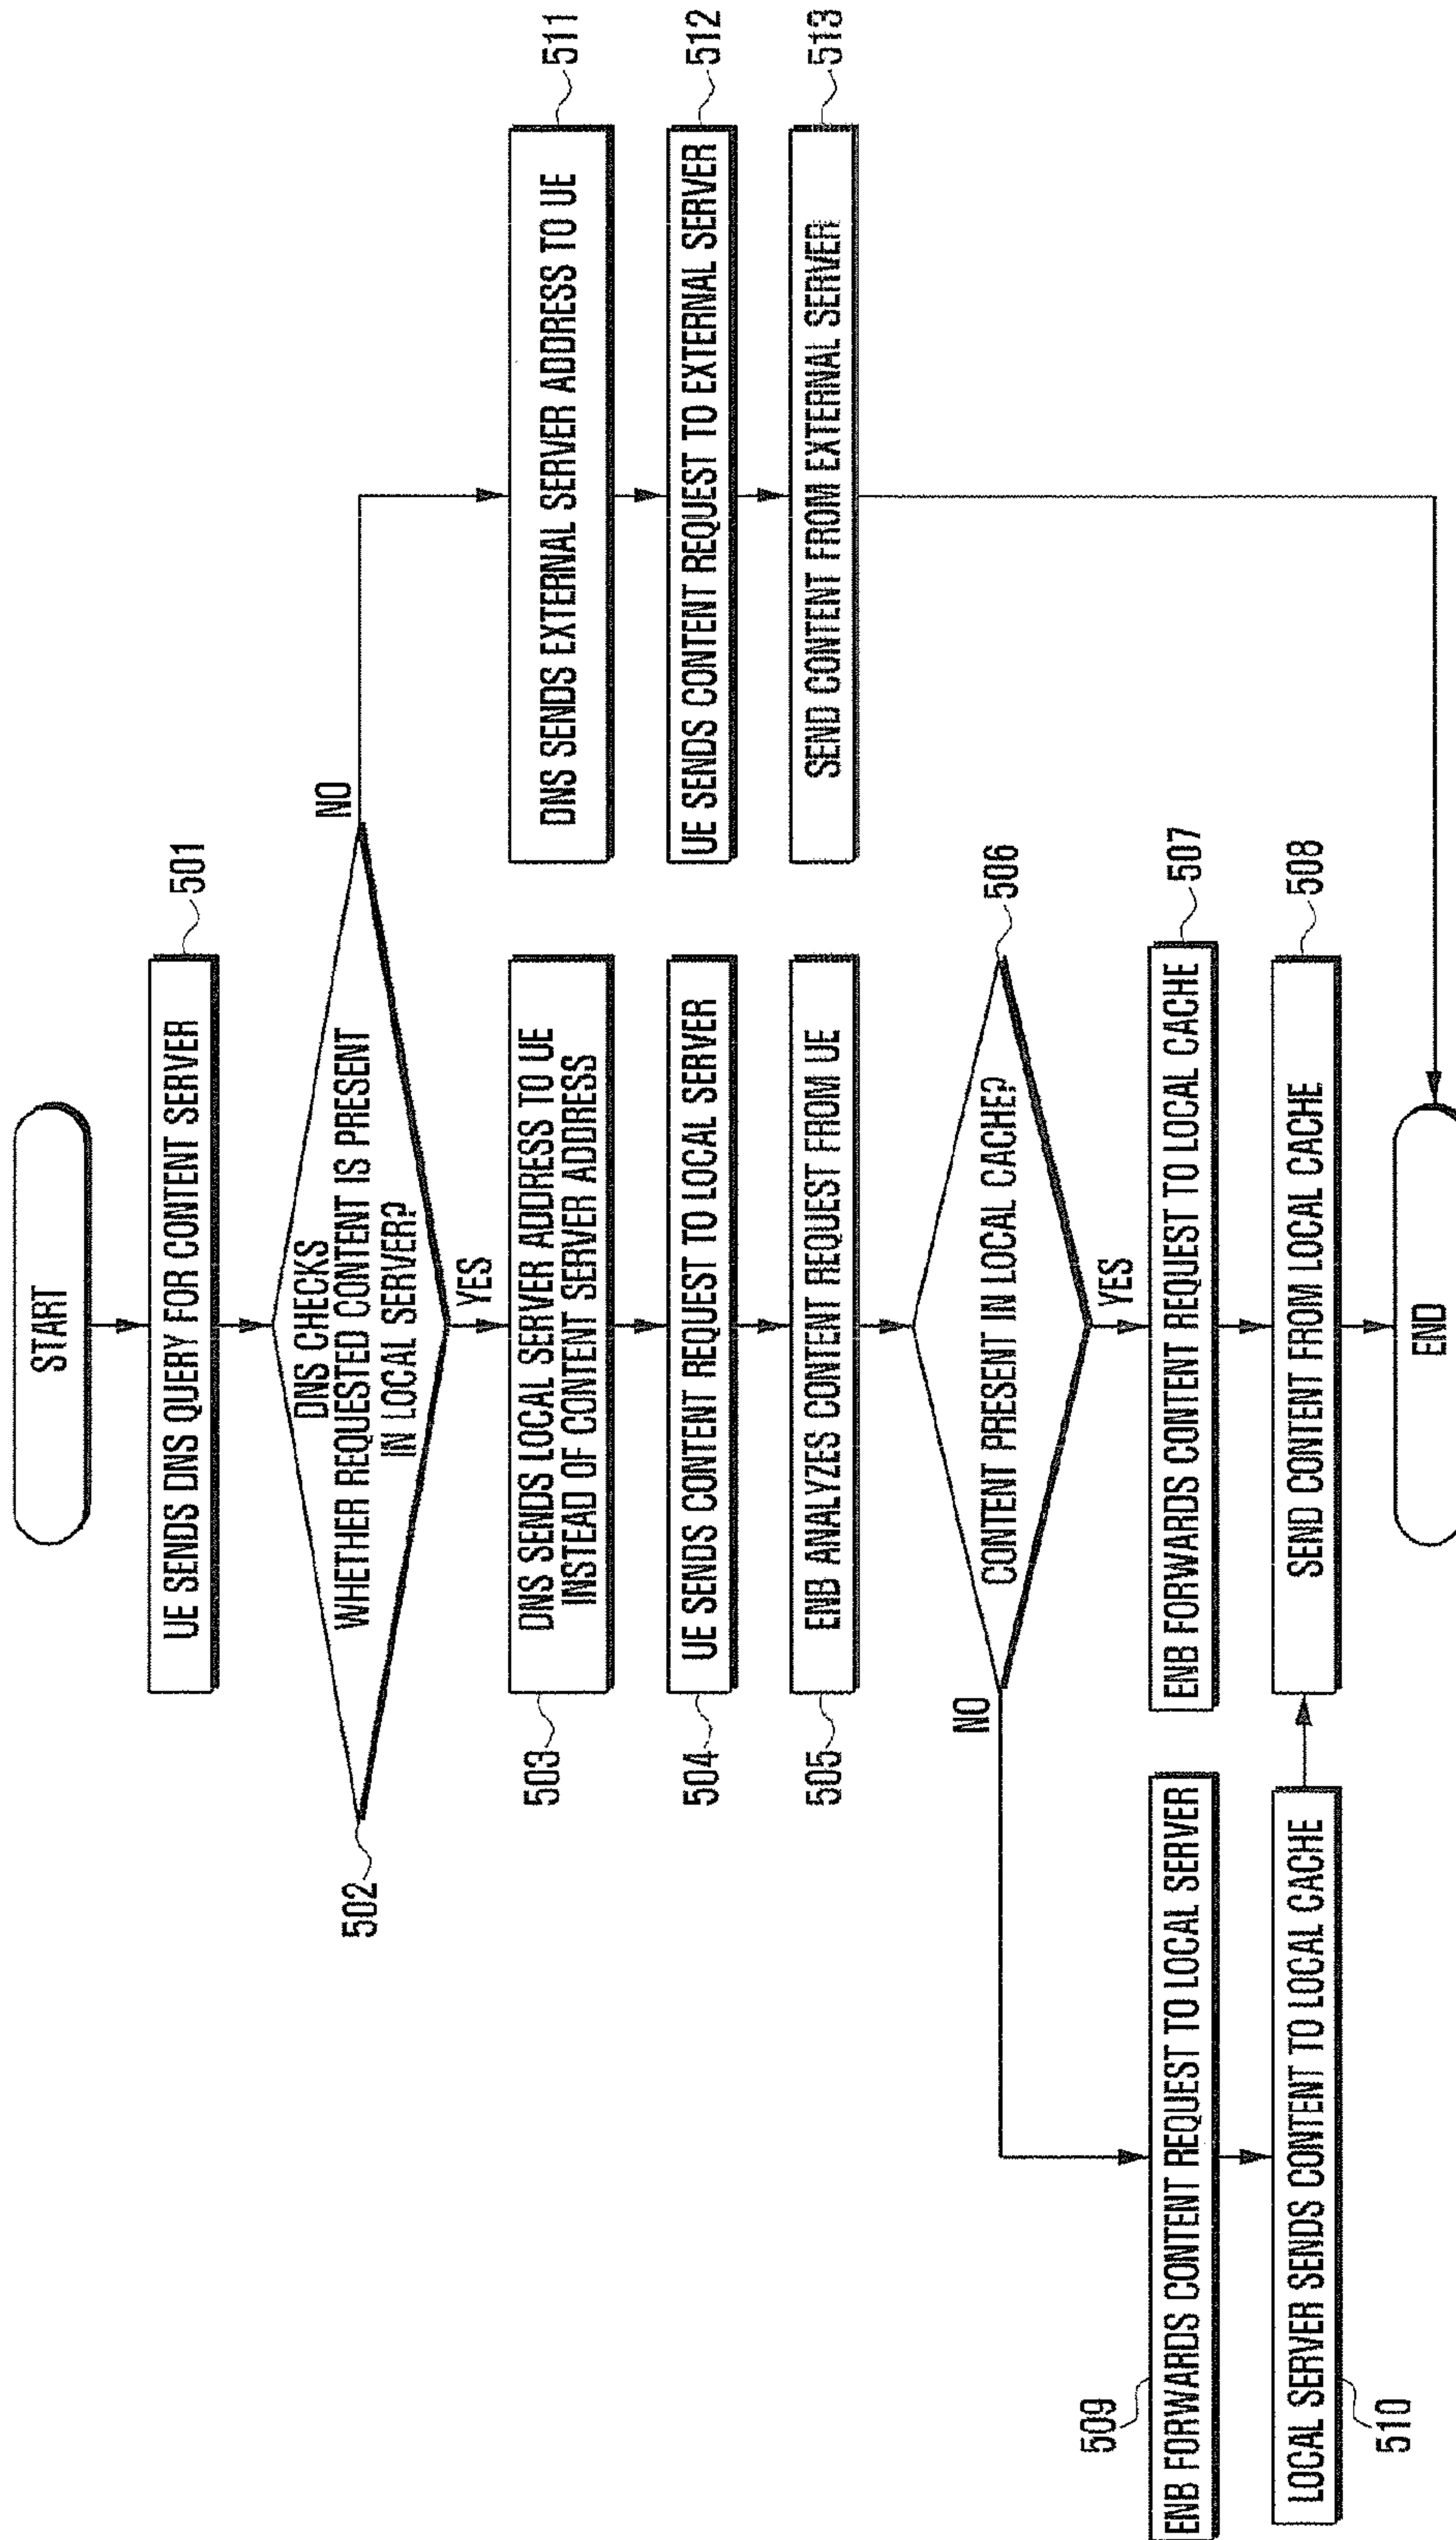 START
UE SENDS DNS QUERY FOR CONTENT SERVER
501
DNS CHECKS
WHETHER REQUESTED CONTENT IS PRESENT
IN LOCAL SERVER?
502
NO
YES
DNS SENDS LOCAL SERVER ADDRESS TO UE
INSTEAD OF CONTENT SERVER ADDRESS
503
DNS SENDS EXTERNAL SERVER ADDRESS TO UE
511
UE SENDS CONTENT REQUEST TO LOCAL SERVER
504
UE SENDS CONTENT REQUEST TO EXTERNAL SERVER
512
ENB ANALYZES CONTENT REQUEST FROM UE
505
SEND CONTENT FROM EXTERNAL SERVER
513
CONTENT PRESENT IN LOCAL CACHE?
506
NO
YES
509
ENB FORWARDS CONTENT REQUEST TO LOCAL SERVER
ENB FORWARDS CONTENT REQUEST TO LOCAL CACHE
507
LOCAL SERVER SENDS CONTENT TO LOCAL CACHE
510
SEND CONTENT FROM LOCAL CACHE
508
END